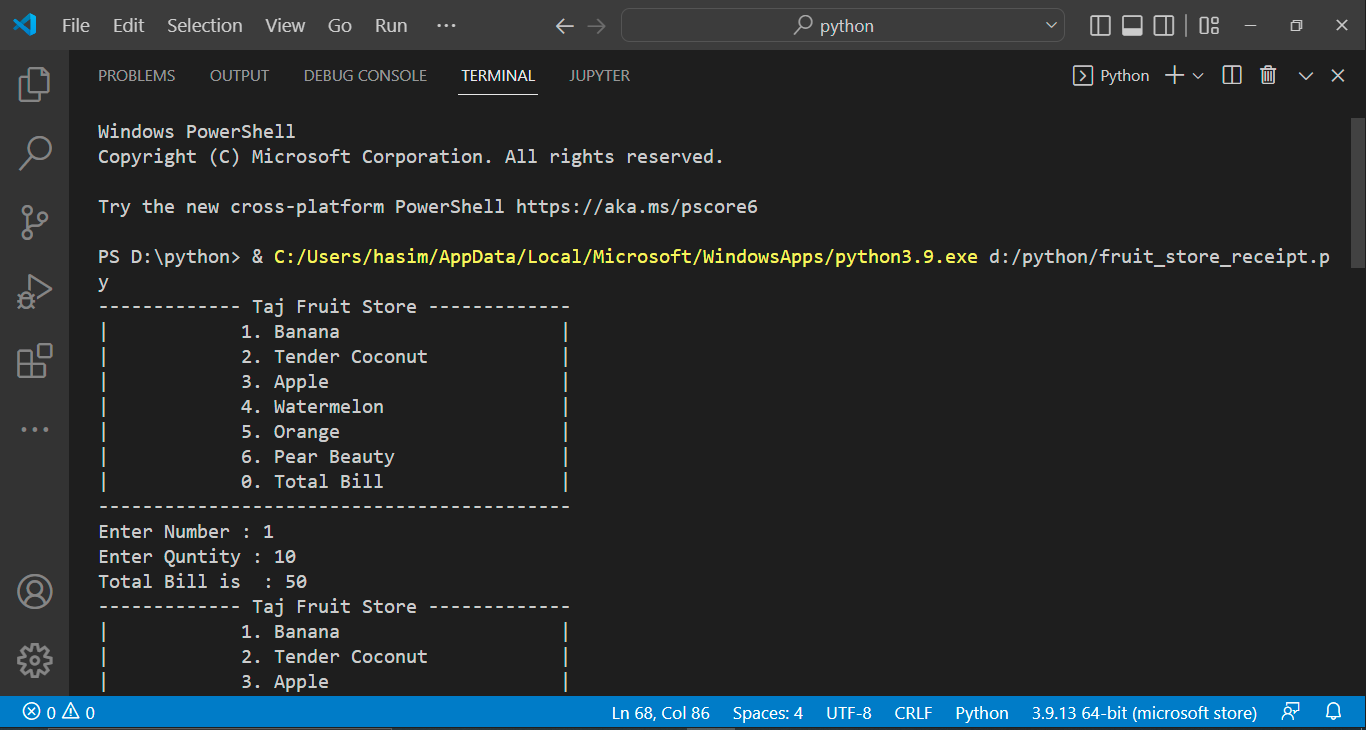 File Edit Selection View Go Run ··· python
PROBLEMS OUTPUT DEBUG CONSOLE TERMINAL JUPYTER Python
Windows PowerShell
Copyright (C) Microsoft Corporation. All rights reserved.
Try the new cross-platform PowerShell https://aka.ms/pscore6
PS D:\python> & C:/Users/hasim/AppData/Local/Microsoft/WindowsApps/python3.9.exe d:/python/fruit_store_receipt.p
y
------------- Taj Fruit Store -------------
|            1. Banana                    |
|            2. Tender Coconut            |
|            3. Apple                     |
|            4. Watermelon                |
|            5. Orange                    |
|            6. Pear Beauty               |
|            0. Total Bill                |
-------------------------------------------
Enter Number : 1
Enter Quntity : 10
Total Bill is  : 50
------------- Taj Fruit Store -------------
|            1. Banana                    |
|            2. Tender Coconut            |
|            3. Apple                     |
0 0 Ln 68, Col 86 Spaces: 4 UTF-8 CRLF Python 3.9.13 64-bit (microsoft store)